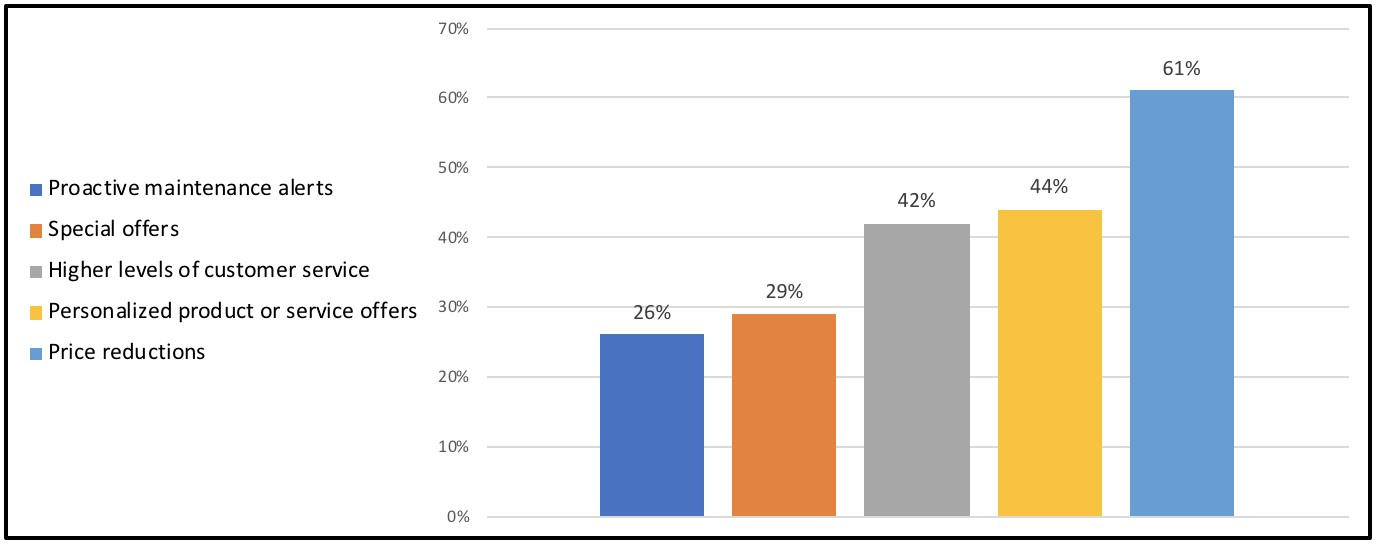 Proactive maintenance alerts
Special offers
Higher levels of customer service
Personalized product or service offers
Price reductions
70%
60%
50%
40%
30%
20%
10%
0%
26%
29%
42%
44%
61%